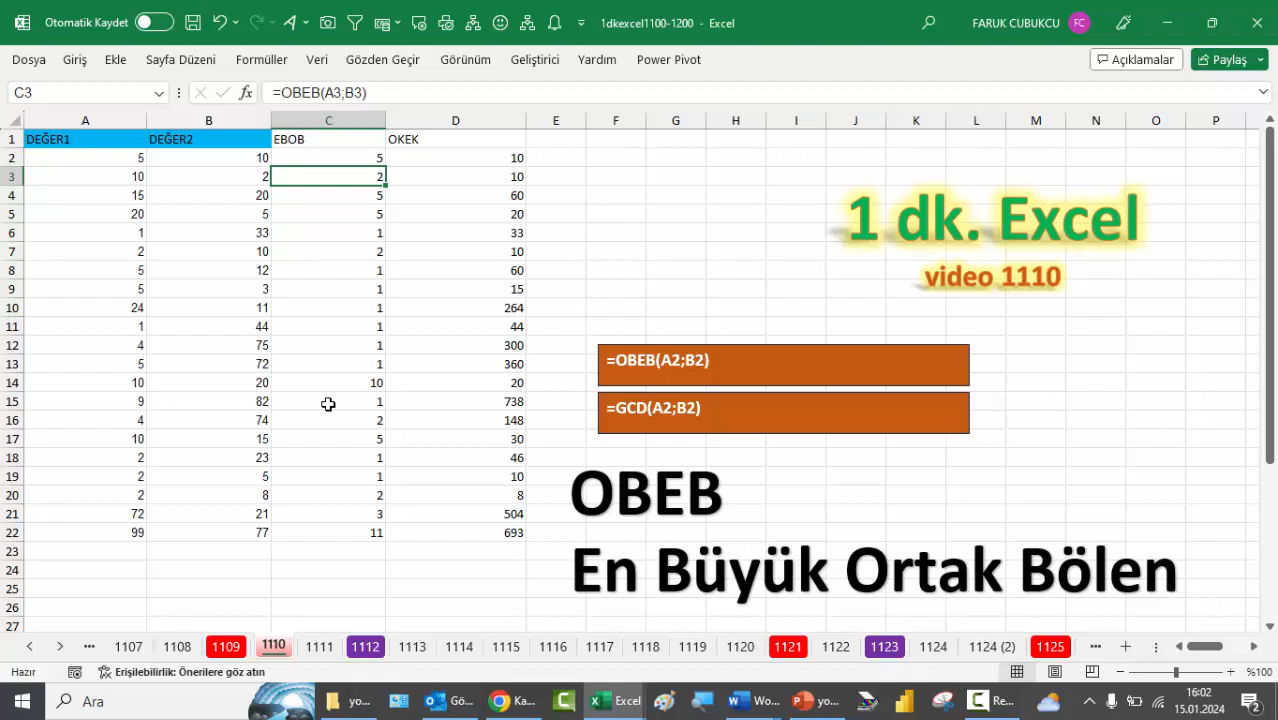 Otomatik Kaydet
1dkexcel1100-1200 - Excel
FARUK CUBUKCU
FC
Dosya Giriş Ekle Sayfa Düzeni Formüller Veri Gözden Geçir Görünüm Geliştirici Yardım Power Pivot
Açıklamalar
Paylaş
C3
fx
=OBEB(A3;B3)
A B C D E F G H I J K L M N O P
1 DEĞER1 DEĞER2 EBOB OKEK
2 5 10 5 10
3 10 2 2 10
4 15 20 5 60
5 20 5 5 20
6 1 33 1 33
7 2 10 2 10
8 5 12 1 60
9 5 3 1 15
10 24 11 1 264
11 1 44 1 44
12 4 75 1 300
13 5 72 1 360
14 10 20 10 20
15 9 82 1 738
16 4 74 2 148
17 10 15 5 30
18 2 23 1 46
19 2 5 1 10
20 2 8 2 8
21 72 21 3 504
22 99 77 11 693
23
24
25
26
27
1 dk. Excel
video 1110
=OBEB(A2;B2)
=GCD(A2;B2)
OBEB
En Büyük Ortak Bölen
1107 1108 1109 1110 1111 1112 1113 1114 1115 1116 1117 1118 1119 1120 1121 1122 1123 1124 1124 (2) 1125
Hazır
Erişilebilirlik: Önerilere göz atın
%100
Ara
yo...
Gö...
Ka...
Excel
Wo...
yo...
Re...
16:02
15.01.2024
2